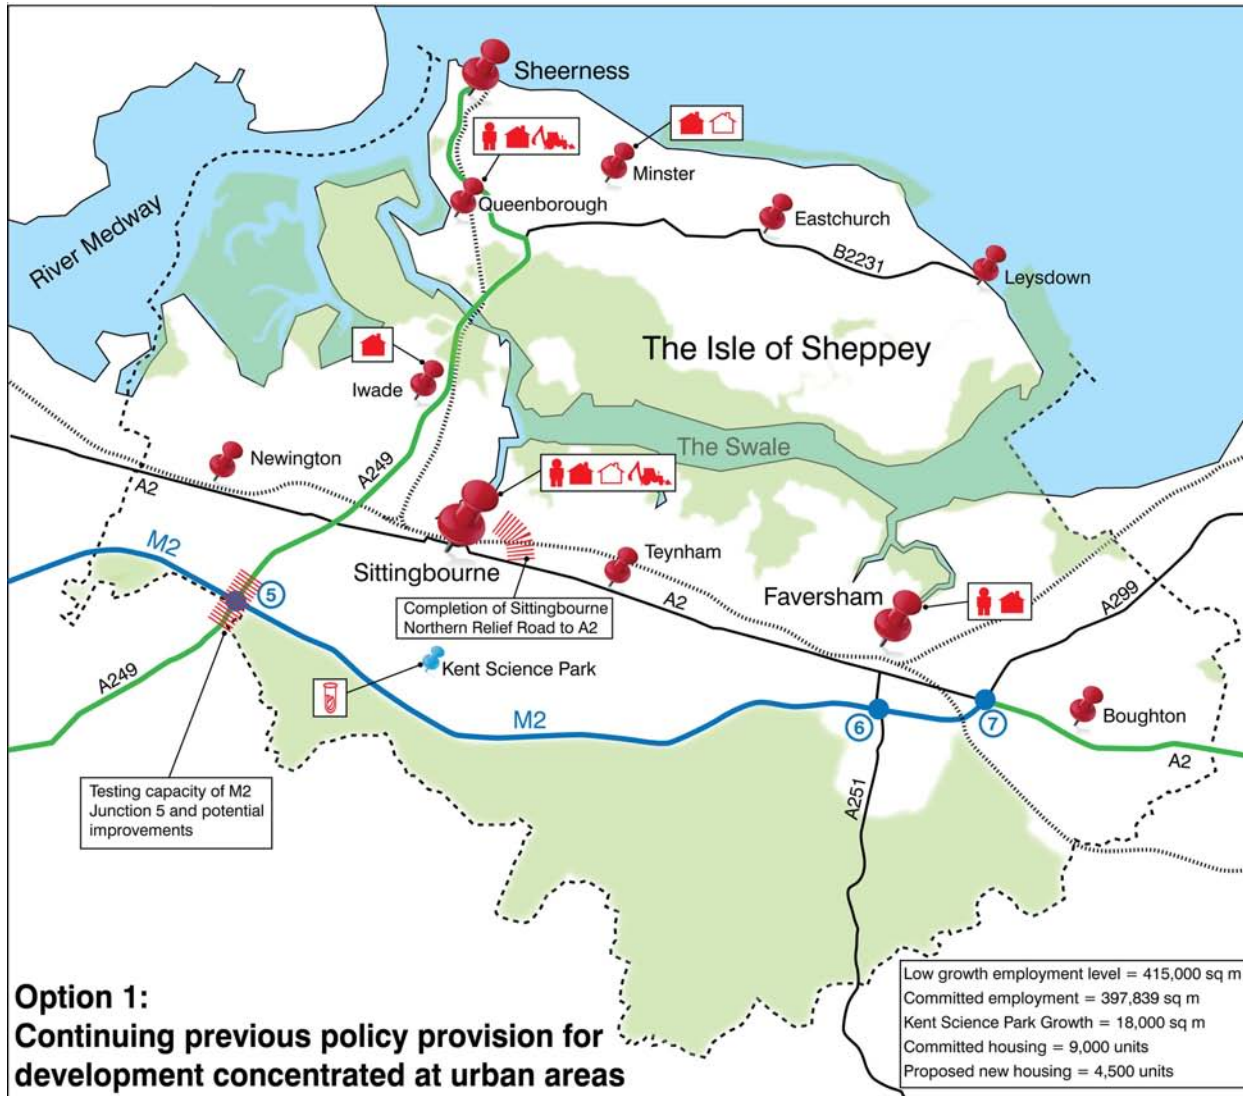 Sheerness
Minster
Queenborough
Eastchurch
River Medway
B2231
Leysdown
The Isle of Sheppey
Iwade
The Swale
Newington
A249
A2
M2
Sittingbourne
Teynham
Faversham
A2
A299
5
Completion of Sittingbourne
Northern Relief Road to A2
Kent Science Park
A249
M2
6
7
Boughton
A2
A251
Testing capacity of M2
Junction 5 and potential
improvements
Option 1:
Continuing previous policy provision for
development concentrated at urban areas
Low growth employment level = 415,000 sq m
Committed employment = 397,839 sq m
Kent Science Park Growth = 18,000 sq m
Committed housing = 9,000 units
Proposed new housing = 4,500 units